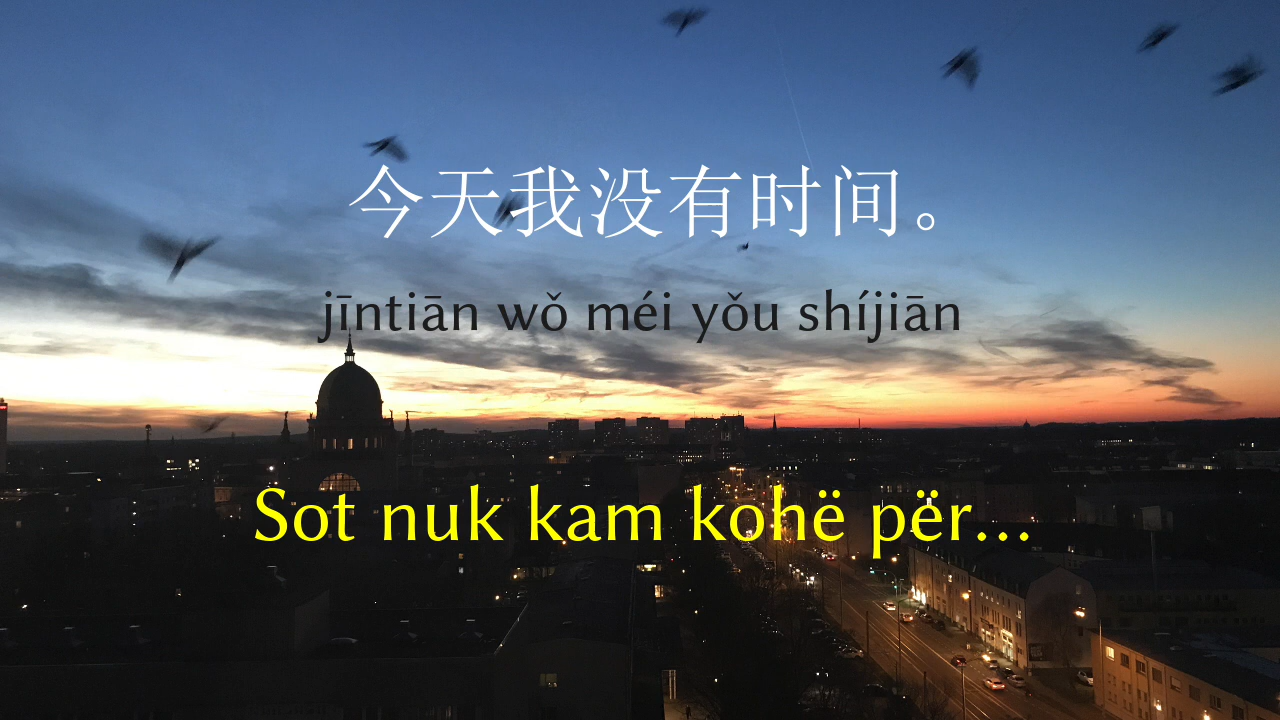 今天我没有时间。
jīntiān wǒ méi yǒu shíjiān
Sot nuk kam kohë për...